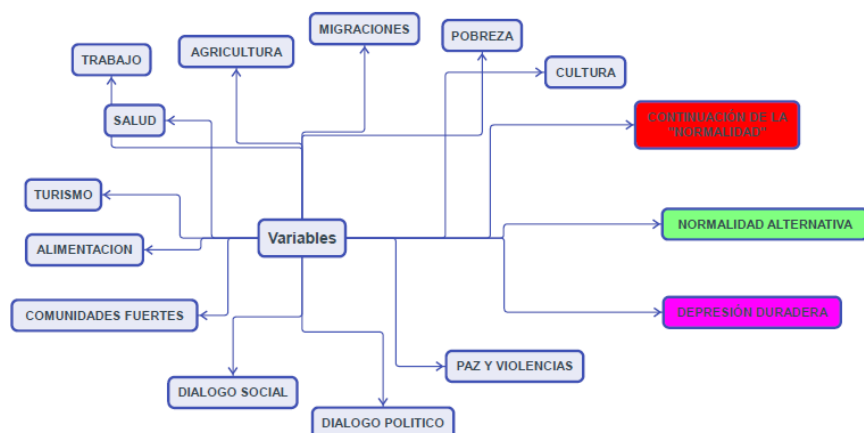 MIGRACIONES
POBREZA
AGRICULTURA
TRABAJO
CULTURA
SALUD
CONTINUACIÓN DE LA
"NORMALIDAD"
TURISMO
NORMALIDAD ALTERNATIVA
Variables
ALIMENTACION
COMUNIDADES FUERTES
DEPRESIÓN DURADERA
PAZ Y VIOLENCIAS
DIALOGO SOCIAL
DIALOGO POLITICO